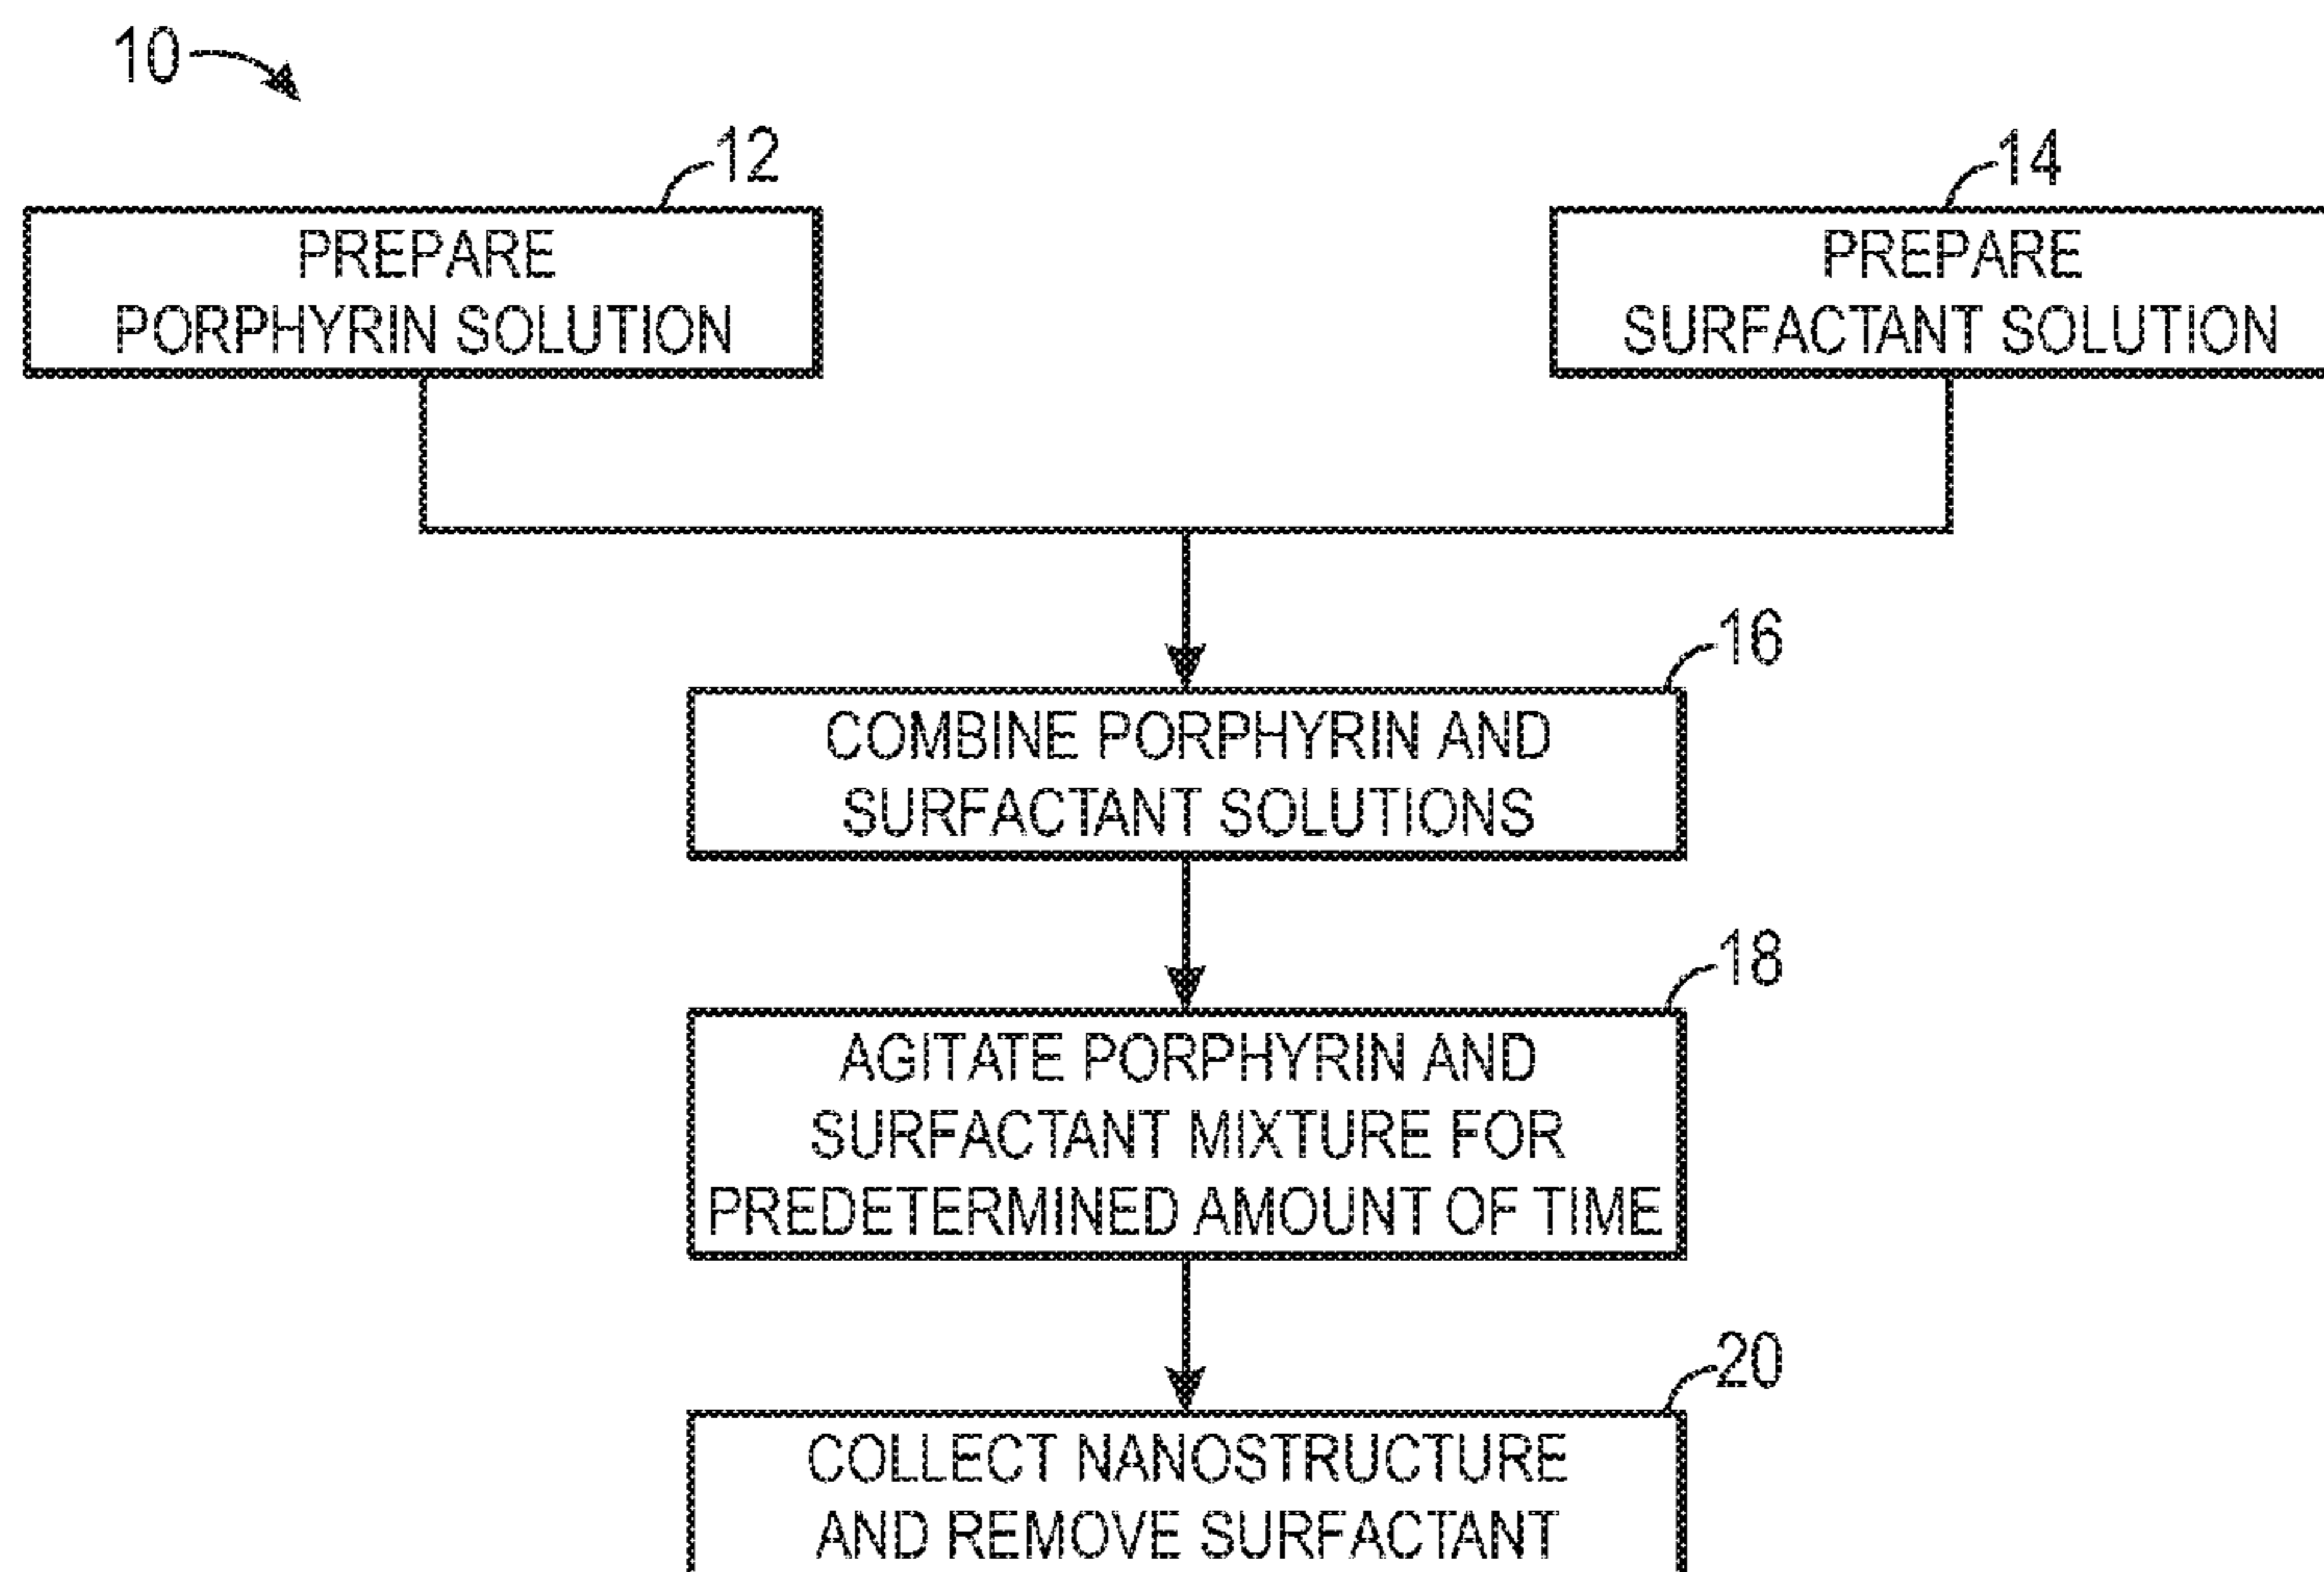 10
12
14
PREPARE
PORPHYRIN SOLUTION
PREPARE
SURFACTANT SOLUTION
16
COMBINE PORPHYRIN AND
SURFACTANT SOLUTIONS
18
AGITATE PORPHYRIN AND
SURFACTANT MIXTURE FOR
PREDETERMINED AMOUNT OF TIME
20
COLLECT NANOSTRUCTURE
AND REMOVE SURFACTANT